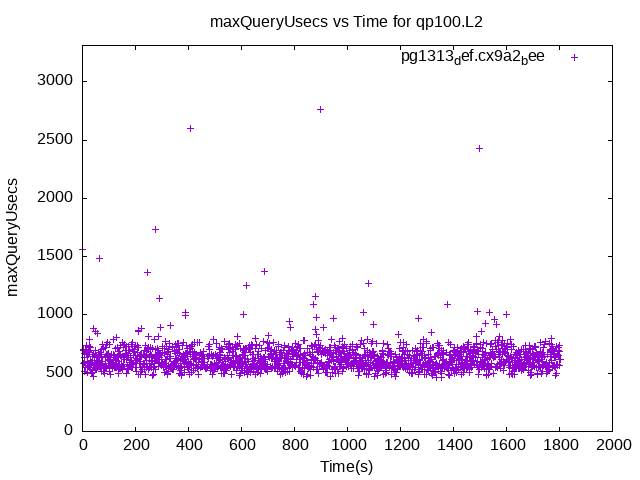 maxQueryUsecs vs Time for qp100.L2
pg1313def.cx9a2bee
3000
2500
2000
1500
1000
500
0
maxQueryUsecs
0 200 400 600 800 1000 1200 1400 1600 1800 2000
Time(s)